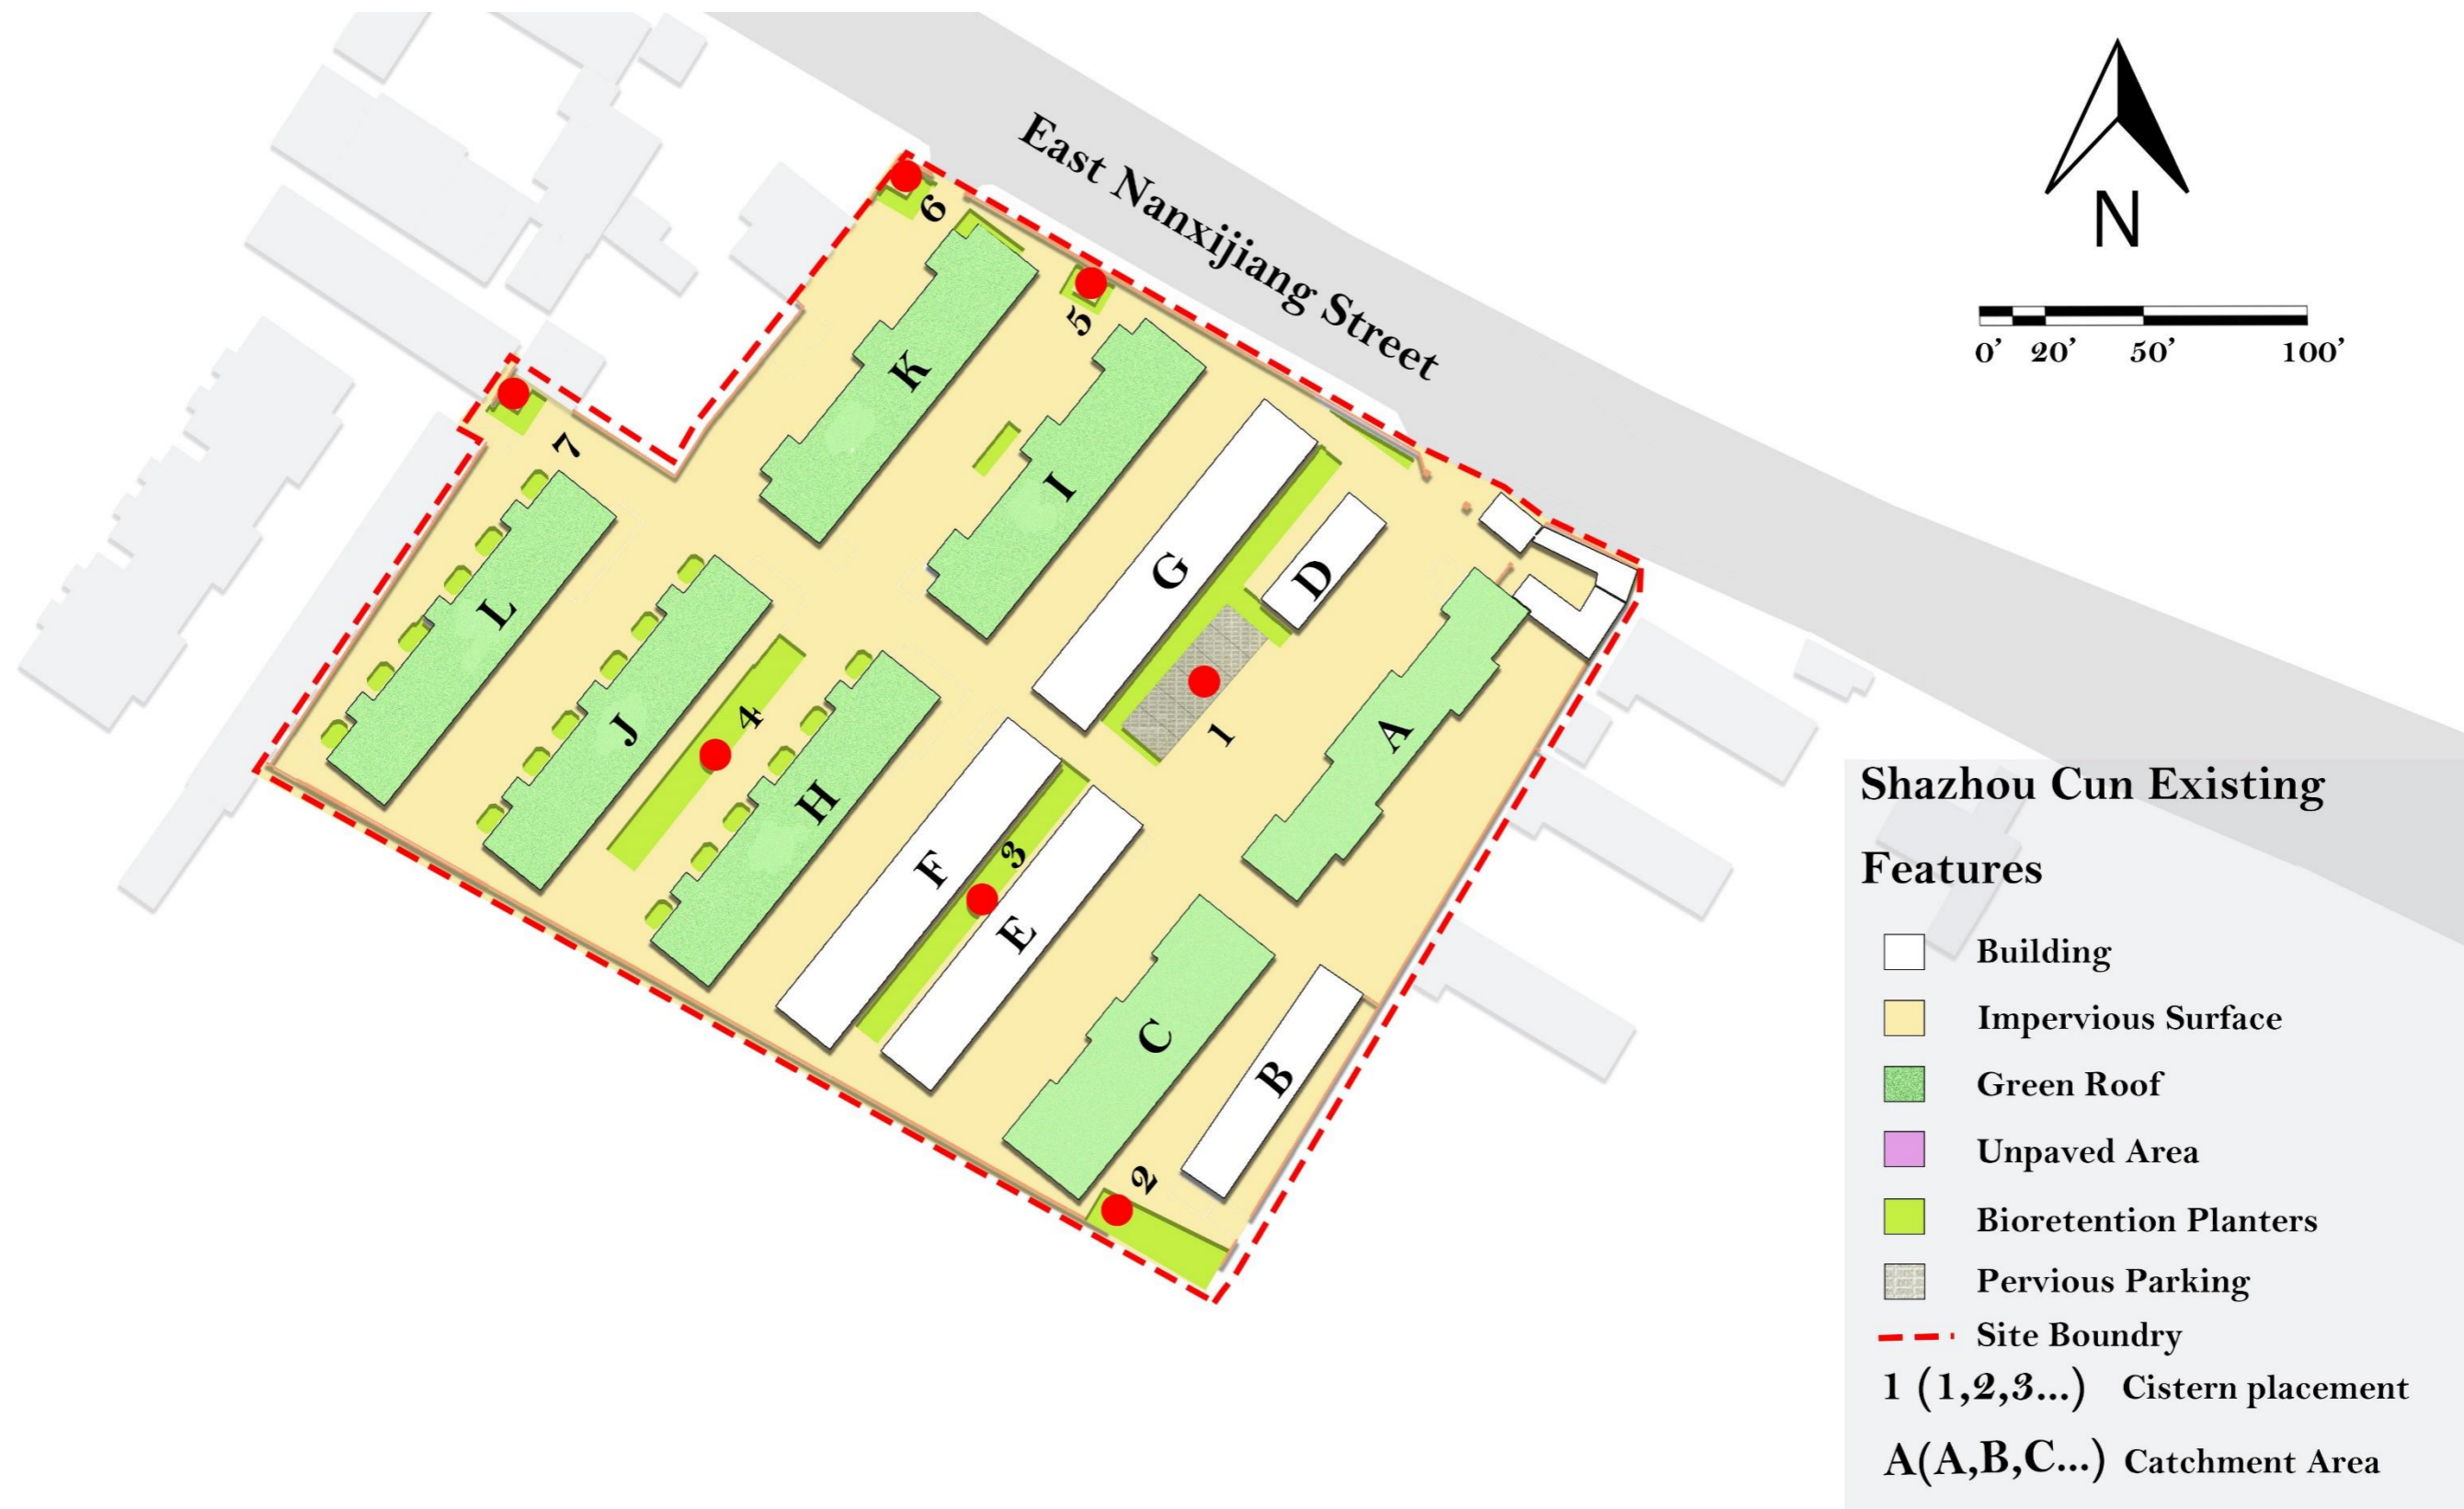 East Nanxijiang Street
N
0' 20' 50' 100'
6
5
7
K
I
L
G
D
J
4
1
A
H
F
3
E
C
B
2
Shazhou Cun Existing
Features
Building
Impervious Surface
Green Roof
Unpaved Area
Bioretention Planters
Pervious Parking
Site Boundry
1 (1,2,3...) Cistern placement
A(A,B,C...) Catchment Area